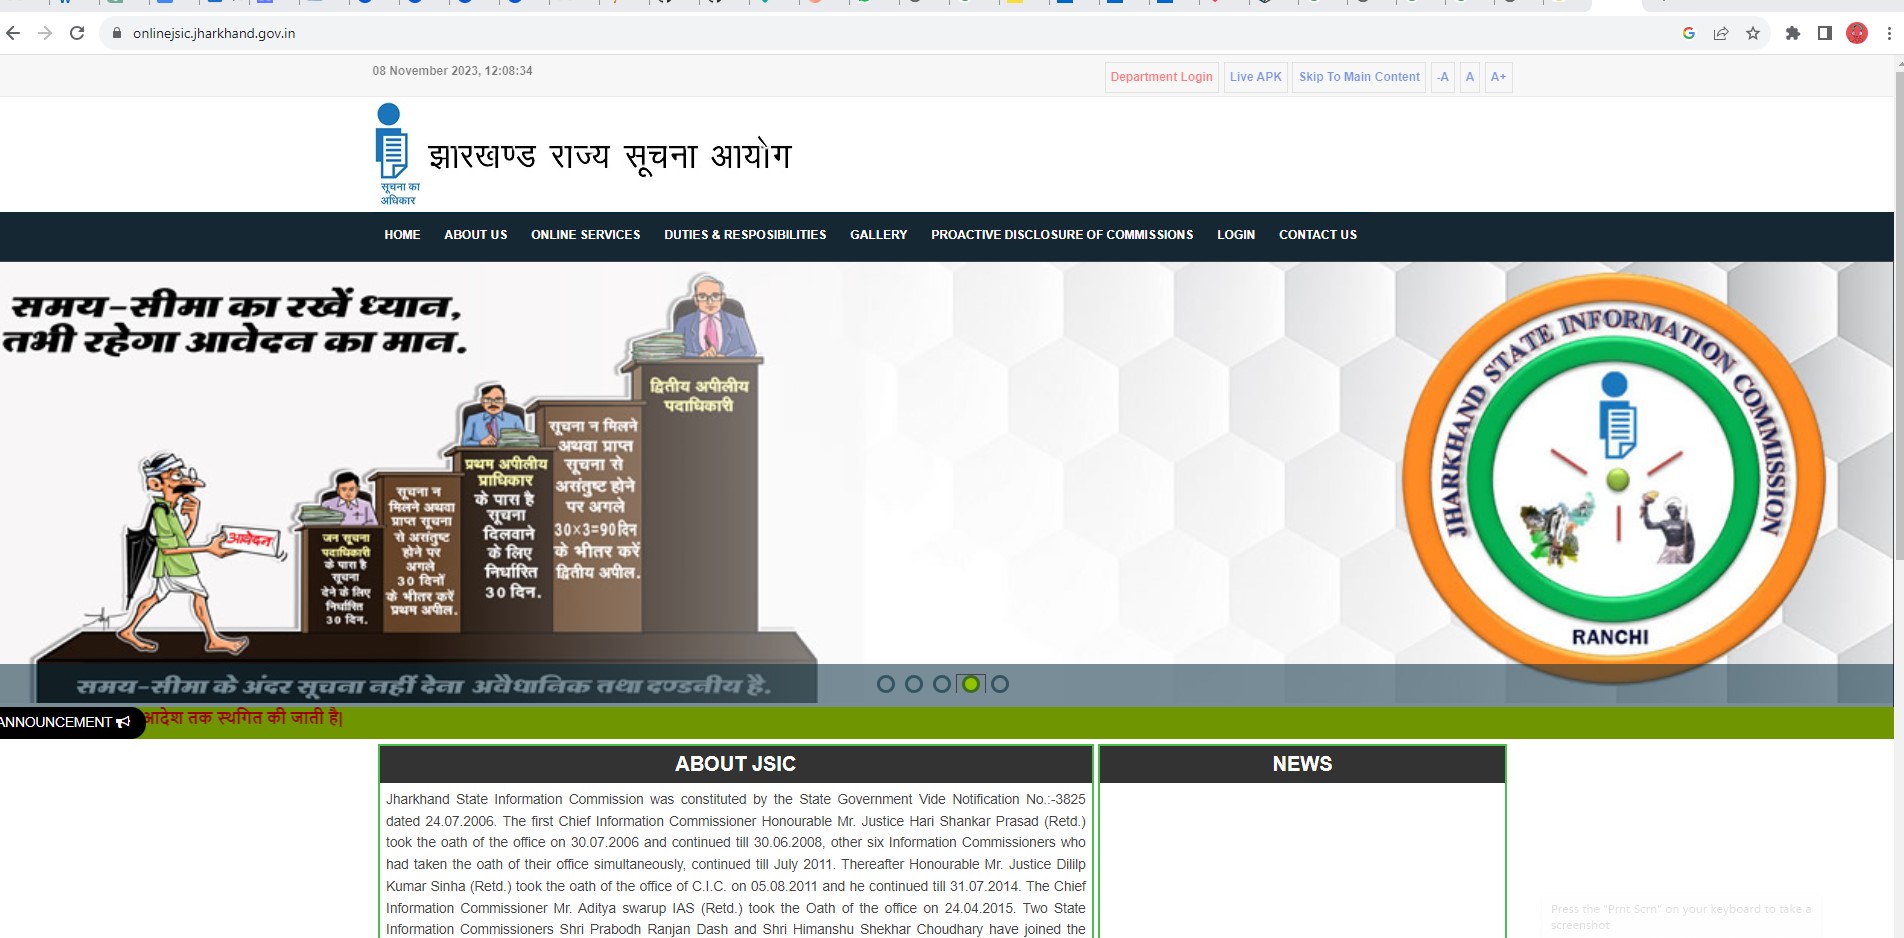 onlinejsic.jharkhand.gov.in
08 November 2023, 12:08:34
Department Login
Live APK
Skip To Main Content
-A
A
A+
सूचना का
अधिकार
झारखण्ड राज्य सूचना आयोग
HOME
ABOUT US
ONLINE SERVICES
DUTIES & RESPOSIBILITIES
GALLERY
PROACTIVE DISCLOSURE OF COMMISSIONS
LOGIN
CONTACT US
समय-सीमा का रखें ध्यान,
तभी रहेगा आवेदन का मान.
आवेदन
जन सूचना
पदाधिकारी
के पास है
सूचना
देने के लिए
निर्धारित
30 दिन.
सूचना न
मिलने अथवा
प्राप्त सूचना
से असंतुष्ट
होने पर
अगले
30 दिनों
के भीतर करें
प्रथम अपील.
प्रथम अपीलीय
प्राधिकार
के पास है
सूचना
दिलवाने
के लिए
निर्धारित
30 दिन.
सूचना न मिलने
अथवा प्राप्त
सूचना से
असंतुष्ट होने
पर अगले
30×3=90 दिन
के भीतर करें
द्वितीय अपील.
द्वितीय अपीलीय
पदाधिकारी
समय-सीमा के अंदर सूचना नहीं देना अवैधानिक तथा दण्डनीय है.
JHARKHAND STATE INFORMATION COMMISSION
RANCHI
ANNOUNCEMENT
आदेश तक स्थगित की जाती है|
ABOUT JSIC
Jharkhand State Information Commission was constituted by the State Government Vide Notification No.:-3825
dated 24.07.2006. The first Chief Information Commissioner Honourable Mr. Justice Hari Shankar Prasad (Retd.)
took the oath of the office on 30.07.2006 and continued till 30.06.2008, other six Information Commissioners who
had taken the oath of their office simultaneously, continued till July 2011. Thereafter Honourable Mr. Justice Dililp
Kumar Sinha (Retd.) took the oath of the office of C.I.C. on 05.08.2011 and he continued till 31.07.2014. The Chief
Information Commissioner Mr. Aditya swarup IAS (Retd.) took the Oath of the office on 24.04.2015. Two State
Information Commissioners Shri Prabodh Ranjan Dash and Shri Himanshu Shekhar Choudhary have joined the
NEWS
Press the "Prnt Scrn" on your keyboard to take a
screenshot